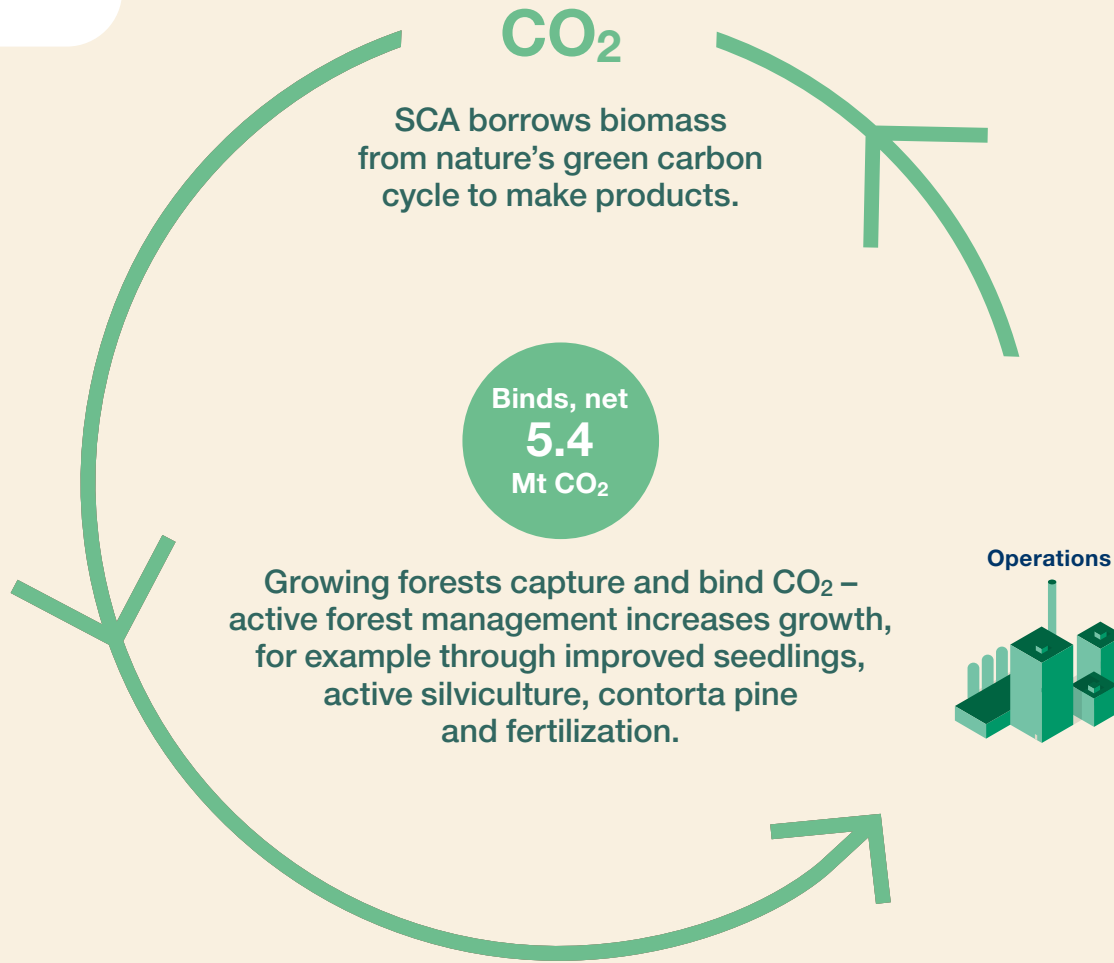 CO₂
SCA borrows biomass
from nature’s green carbon
cycle to make products.
Binds, net
5.4
Mt CO₂
Growing forests capture and bind CO₂ –
active forest management increases growth,
for example through improved seedlings,
active silviculture, contorta pine
and fertilization.
Operations